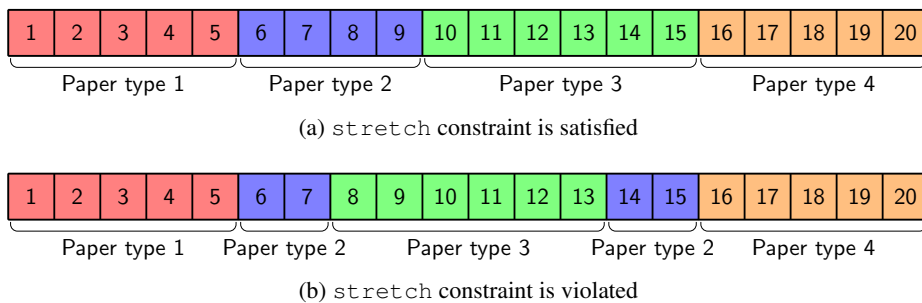 1 2 3 4 5 6 7 8 9 10 11 12 13 14 15 16 17 18 19 20
Paper type 1 Paper type 2 Paper type 3 Paper type 4
(a) stretch constraint is satisfied
1 2 3 4 5 6 7 8 9 10 11 12 13 14 15 16 17 18 19 20
Paper type 1 Paper type 2 Paper type 3 Paper type 2 Paper type 4
(b) stretch constraint is violated